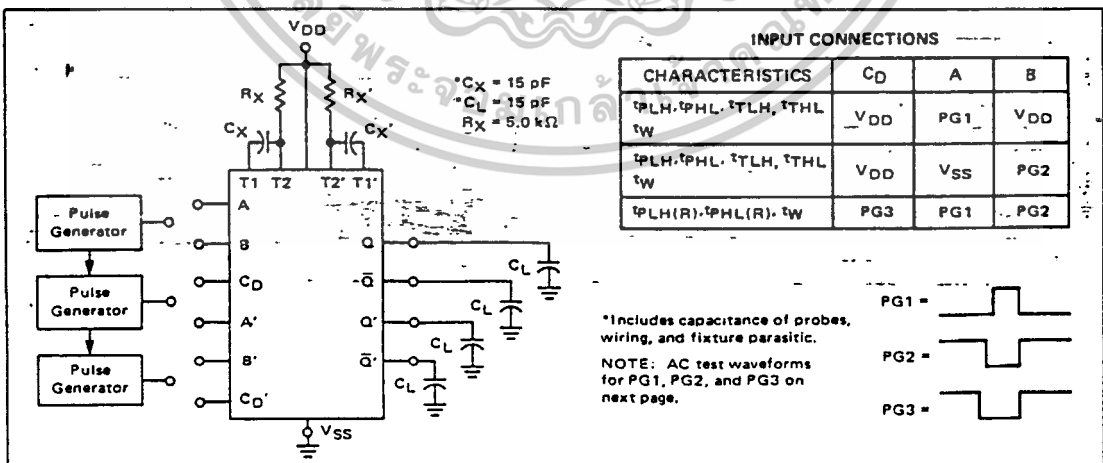 VDD
RX
RX'
*CX = 15 pF
*CL = 15 pF
RX = 5.0 kΩ
CX
CX'
T1 T2 T2' T1'
Pulse Generator
Pulse Generator
Pulse Generator
A
B
CD
A'
B'
CD'
Q
Q̅
Q'
Q̅'
CL
CL
CL
CL
VSS
INPUT CONNECTIONS
CHARACTERISTICS CD A B
tPLH, tPHL, tTLH, tTHL VDD PG1 VDD
tW
tPLH, tPHL, tTLH, tTHL VDD VSS PG2
tW
tPLH(R), tPHL(R), tW PG3 PG1 PG2
*Includes capacitance of probes,
wiring, and fixture parasitic.
NOTE: AC test waveforms
for PG1, PG2, and PG3 on
next page.
PG1 =
PG2 =
PG3 =